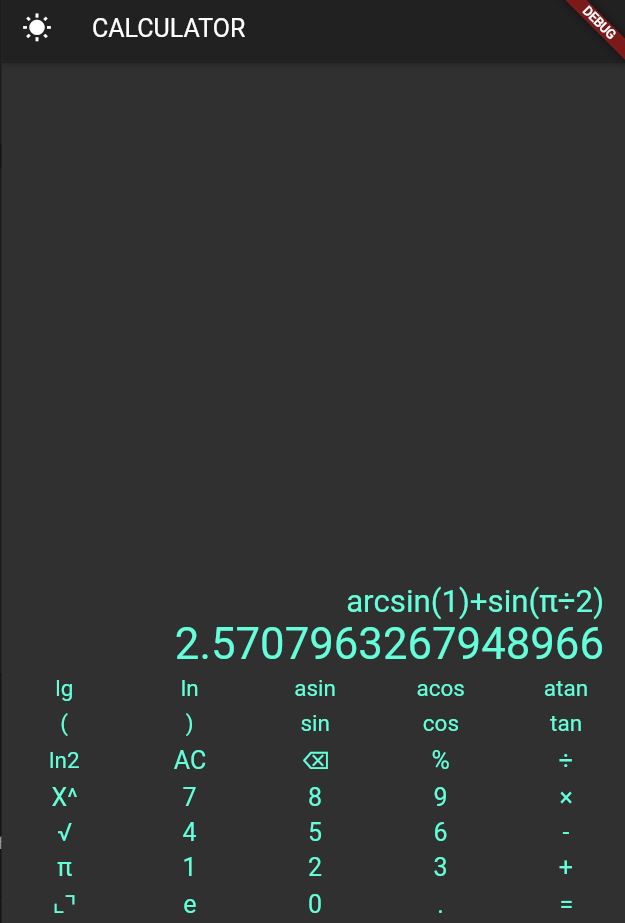 CALCULATOR
DEBUG
arcsin(1)+sin(π÷2)
2.5707963267948966
lg ln asin acos atan
( ) sin cos tan
ln2 AC % ÷
X^ 7 8 9 ×
√ 4 5 6 -
π 1 2 3 +
e 0 . =